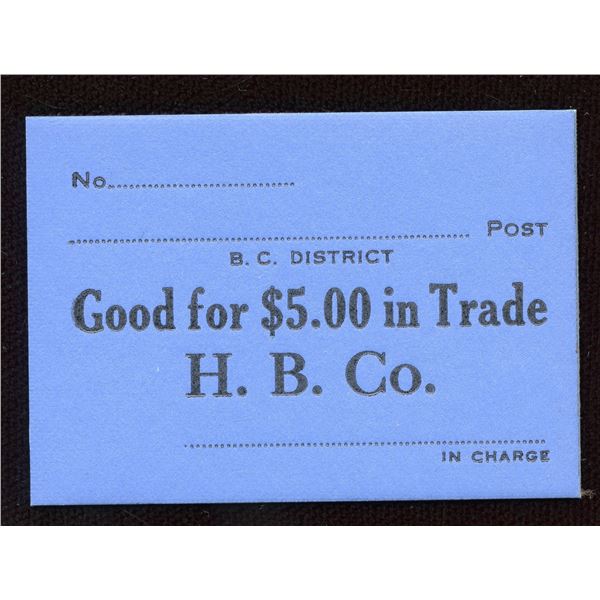 No.
POST
B. C. DISTRICT
Good for $5.00 in Trade
H. B. Co.
IN CHARGE